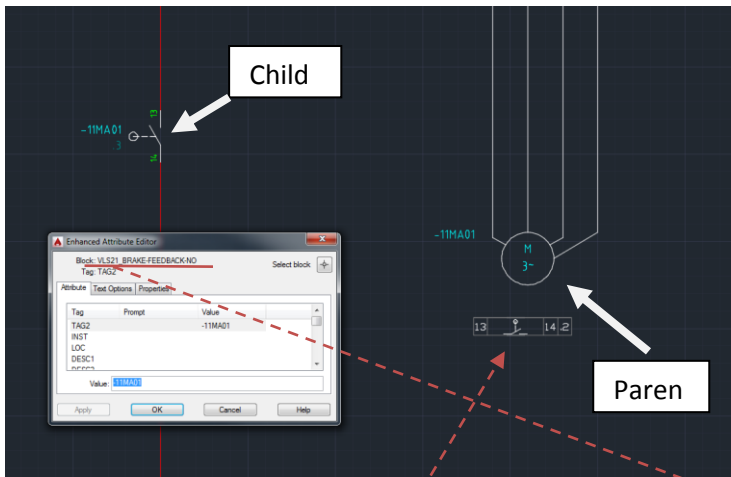 Child
13
-11MA01
3
14
-11MA01
M
3~
13
14
.2
Paren
Enhanced Attribute Editor
Block: VLS21_BRAKE-FEEDBACK-NO
Tag: TAG2
Select block
Attribute Text Options Properties
Tag Prompt Value
TAG2 -11MA01
INST
LOC
DESC1
Value: -11MA01
Apply OK Cancel Help